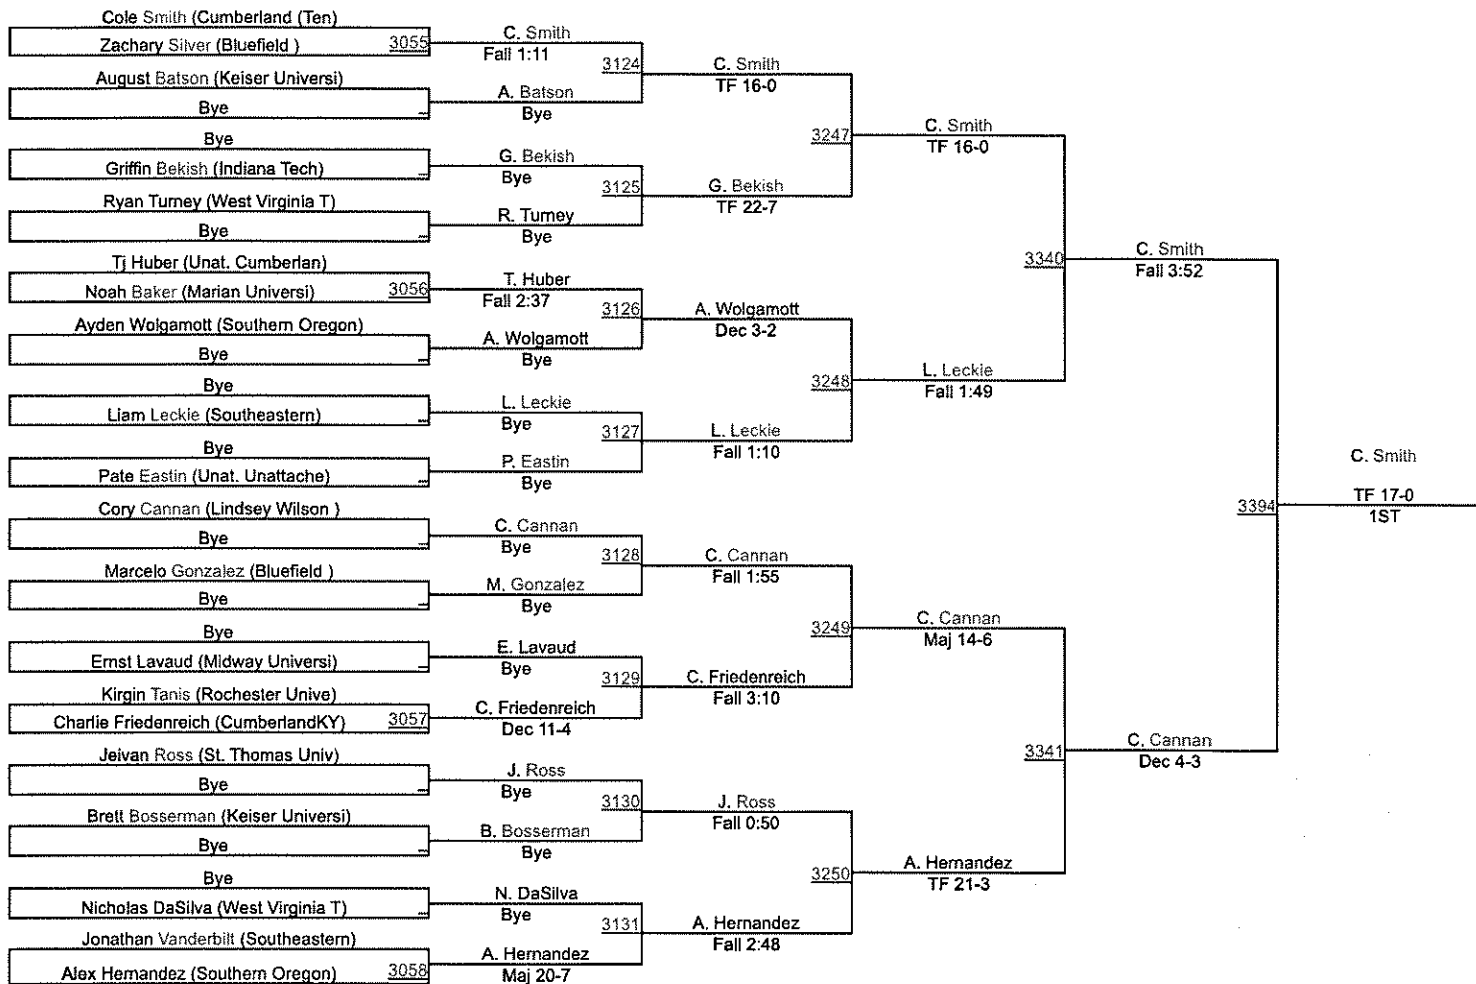 Cole Smith (Cumberland (Ten)
Zachary Silver (Bluefield ) 3055
August Batson (Keiser Universi)
Bye
Bye
Griffin Bekish (Indiana Tech)
Ryan Turney (West Virginia T)
Bye
Tj Huber (Unat. Cumberlan)
Noah Baker (Marian Universi) 3056
Ayden Wolgamott (Southern Oregon)
Bye
Bye
Liam Leckie (Southeastern)
Bye
Pate Eastin (Unat. Unattache)
Cory Cannan (Lindsey Wilson )
Bye
Marcelo Gonzalez (Bluefield )
Bye
Bye
Ernst Lavaud (Midway Universi)
Kirgin Tanis (Rochester Unive)
Charlie Friedenreich (CumberlandKY) 3057
Jeivan Ross (St. Thomas Univ)
Bye
Brett Bosserman (Keiser Universi)
Bye
Bye
Nicholas DaSilva (West Virginia T)
Jonathan Vanderbilt (Southeastern)
Alex Hernandez (Southern Oregon) 3058
C. Smith
Fall 1:11
3124
A. Batson
Bye
G. Bekish
Bye
3125
R. Turney
Bye
T. Huber
Fall 2:37
3126
A. Wolgamott
Bye
L. Leckie
Bye
3127
P. Eastin
Bye
C. Cannan
Bye
3128
M. Gonzalez
Bye
E. Lavaud
Bye
3129
C. Friedenreich
Dec 11-4
J. Ross
Bye
3130
B. Bosserman
Bye
N. DaSilva
Bye
3131
A. Hernandez
Maj 20-7
C. Smith
TF 16-0
3247
G. Bekish
TF 22-7
A. Wolgamott
Dec 3-2
3248
L. Leckie
Fall 1:10
C. Cannan
Fall 1:55
3249
C. Friedenreich
Fall 3:10
J. Ross
Fall 0:50
3250
A. Hernandez
Fall 2:48
C. Smith
TF 16-0
3340
L. Leckie
Fall 1:49
C. Cannan
Maj 14-6
3341
A. Hernandez
TF 21-3
C. Smith
Fall 3:52
3394
C. Cannan
Dec 4-3
C. Smith
TF 17-0
1ST